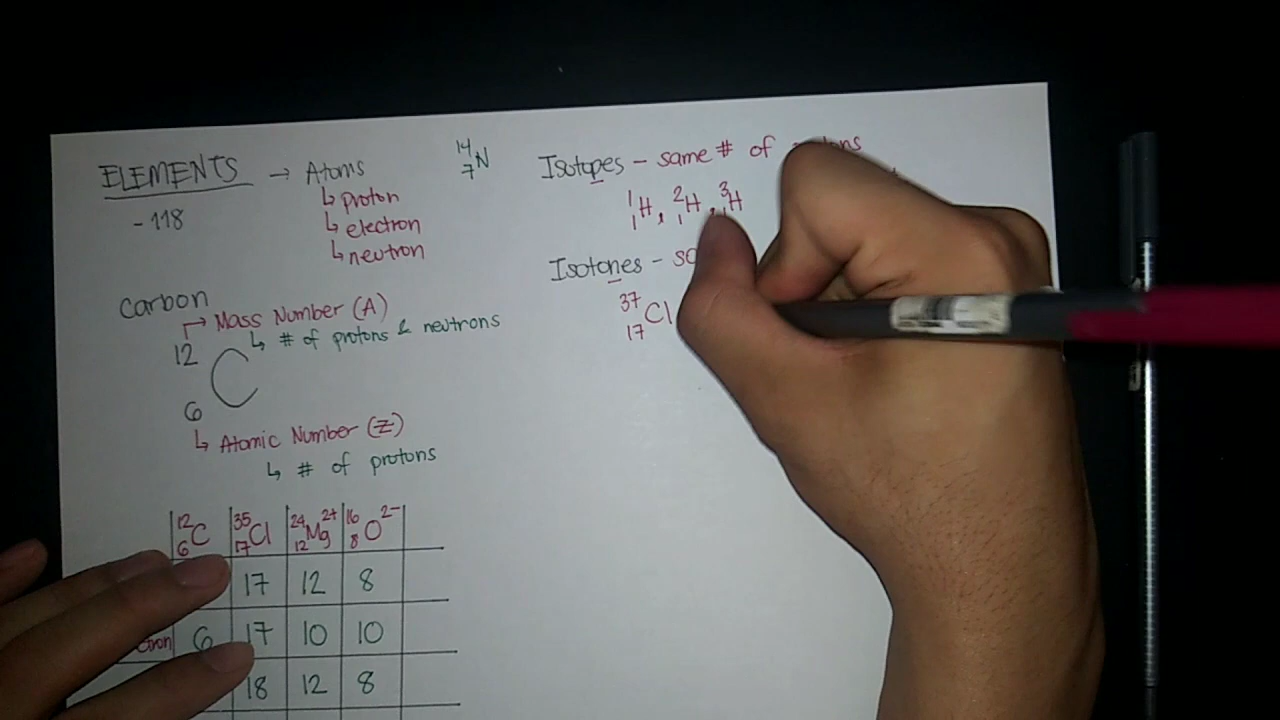 ELEMENTS → Atoms
- 118
↳ proton
↳ electron
↳ neutron
14
7 N
Carbon
Mass Number (A)
↳ # of protons & neutrons
12
6 C
↳ Atomic Number (Z)
↳ # of protons
12 6 C 35 17 Cl 24 12 Mg 2+ 16 8 O 2-
17 12 8
6 17 10 10
18 12 8
Isotopes - same # of
1 1 H, 2 1 H, 3 1 H
Isotones -
37 17 Cl